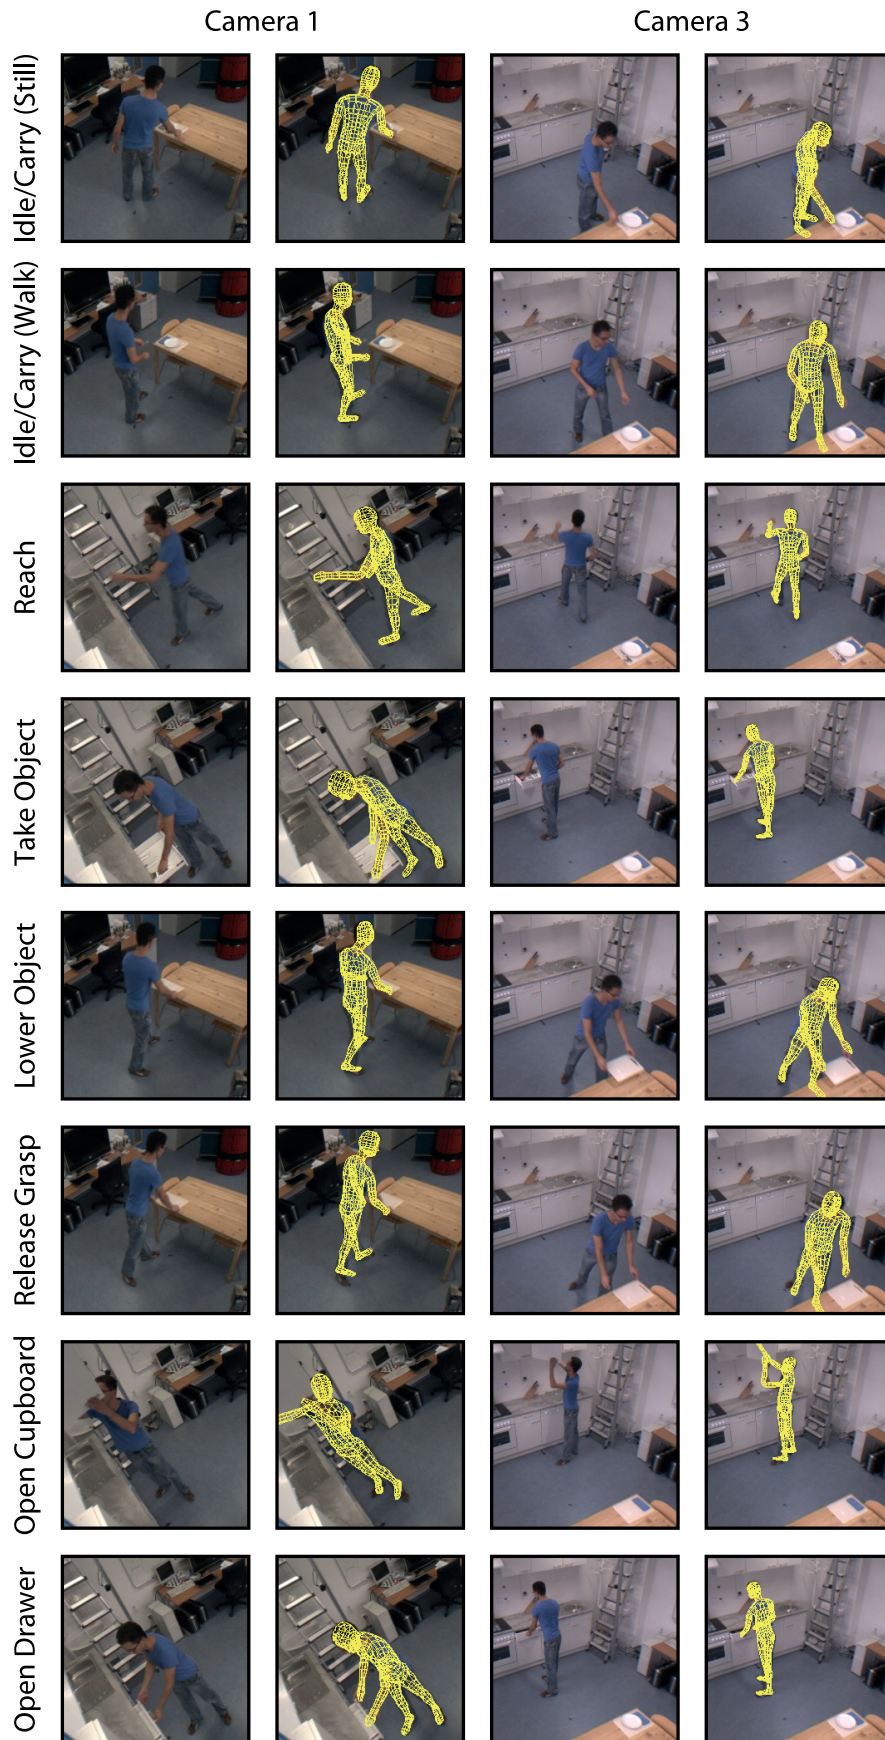 Camera 1
Camera 3
Idle/Carry (Still)
Idle/Carry (Walk)
Reach
Take Object
Lower Object
Release Grasp
Open Cupboard
Open Drawer